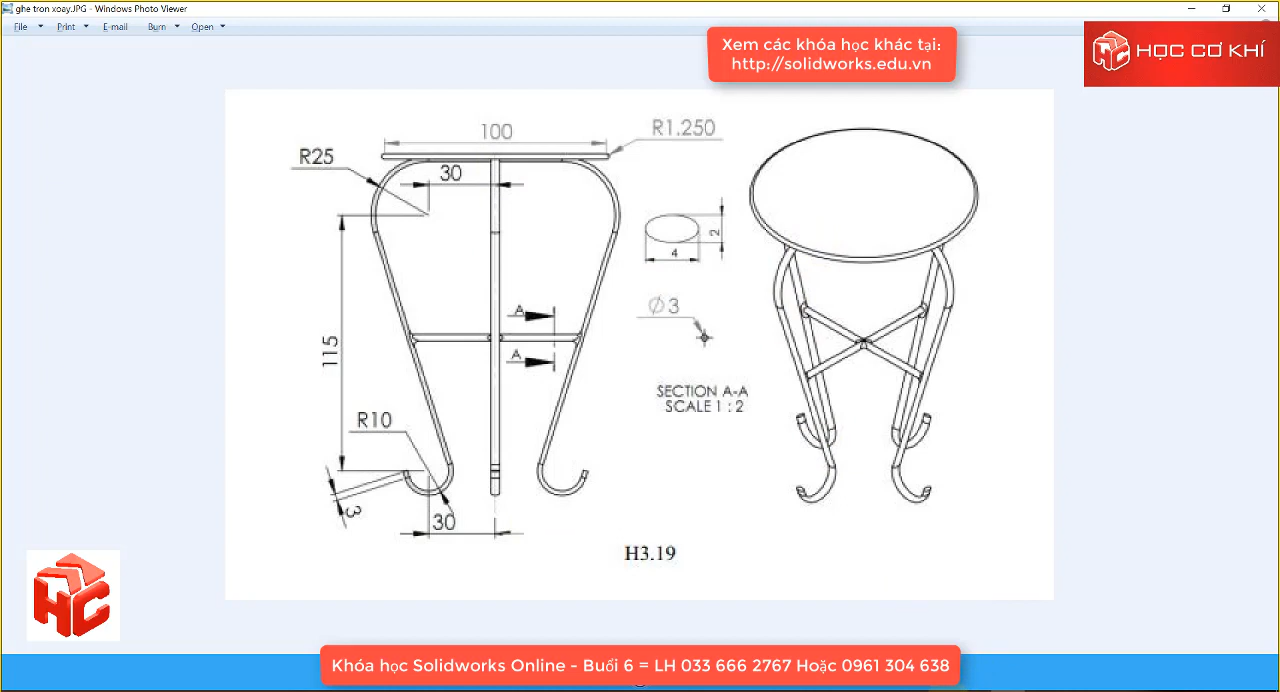 ghe tron xoay.JPG - Windows Photo Viewer
File Print E-mail Burn Open
Xem các khóa học khác tại:
http://solidworks.edu.vn
HỌC CƠ KHÍ
100
R1.250
R25
30
2
4
A
Ø3
115
A
SECTION A-A
SCALE 1 : 2
R10
3
30
H3.19
HC
Khóa học Solidworks Online - Buổi 6 = LH 033 666 2767 Hoặc 0961 304 638